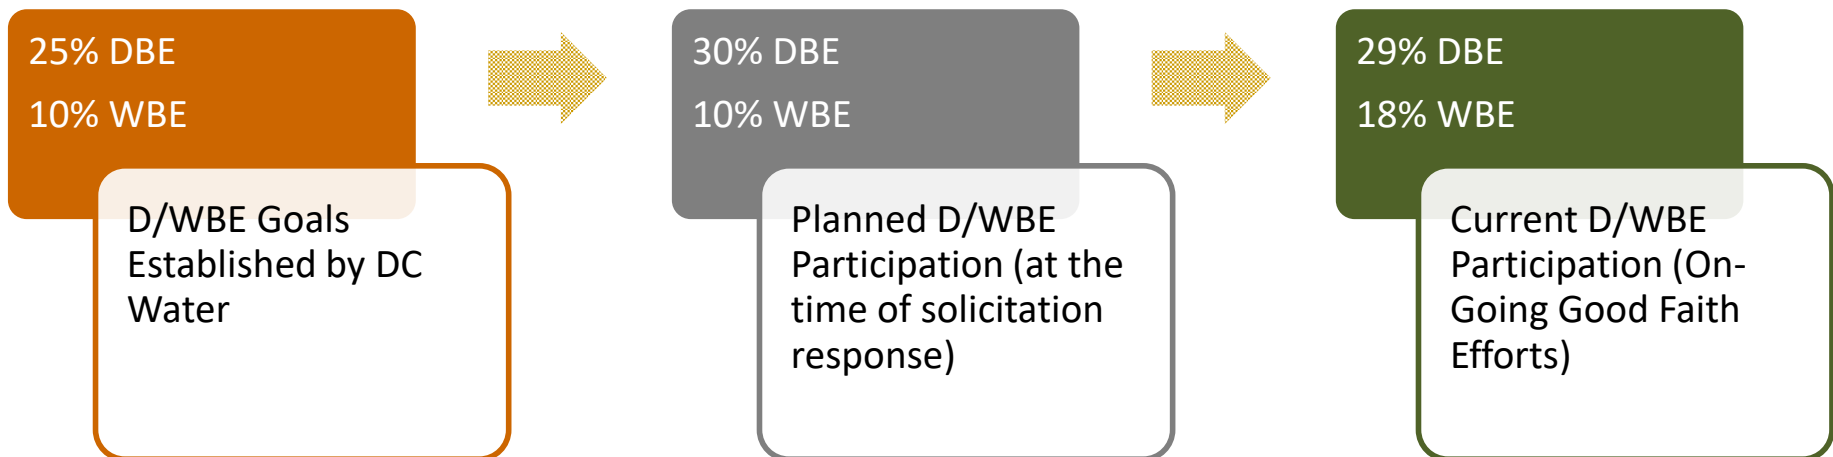 25% DBE
10% WBE
D/WBE Goals
Established by DC
Water
30% DBE
10% WBE
Planned D/WBE
Participation (at the
time of solicitation
response)
29% DBE
18% WBE
Current D/WBE
Participation (On-
Going Good Faith
Efforts)